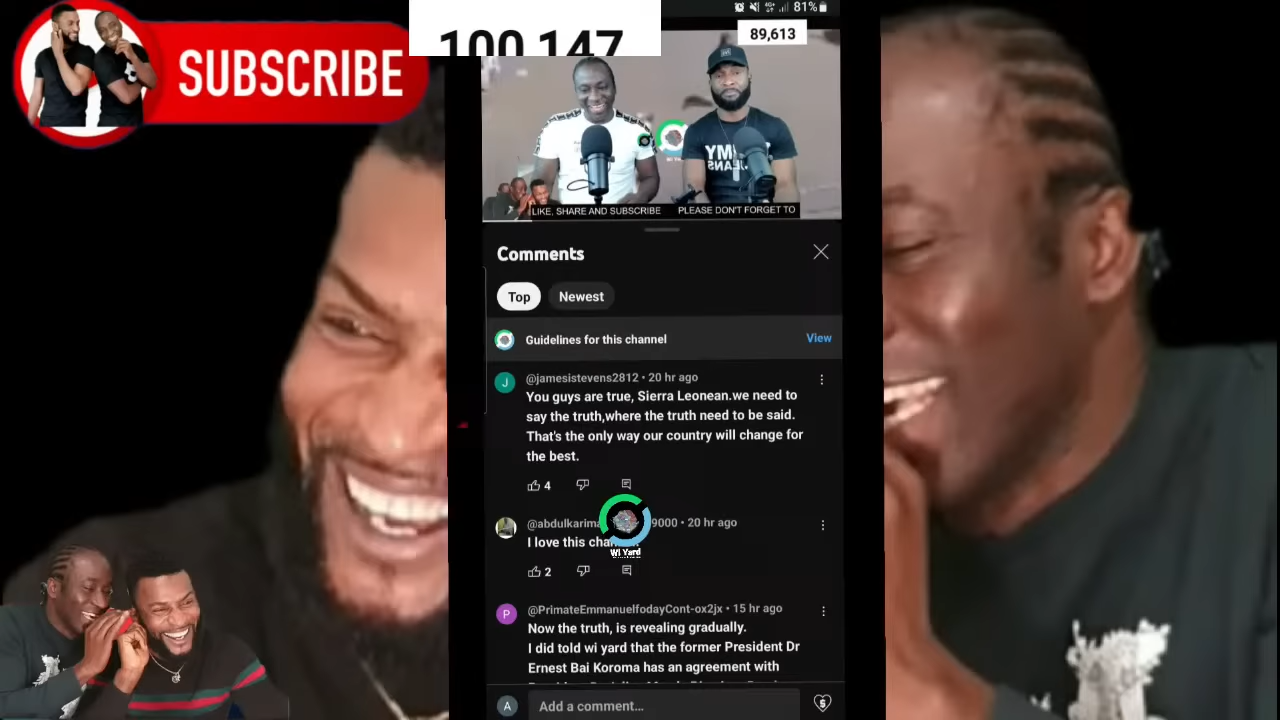 SUBSCRIBE
100,147
81%
89,613
LIKE, SHARE AND SUBSCRIBE PLEASE DON'T FORGET TO
Comments
Top Newest
Guidelines for this channel View
J @jamesistevens2812 • 20 hr ago
You guys are true, Sierra Leonean.we need to
say the truth,where the truth need to be said.
That's the only way our country will change for
the best.
4
@abdulkarima 9000 • 20 hr ago
I love this
2
P @PrimateEmmanuelfodayCont-ox2jx • 15 hr ago
Now the truth, is revealing gradually.
I did told wi yard that the former President Dr
Ernest Bai Koroma has an agreement with
A Add a comment...
Wi Yard